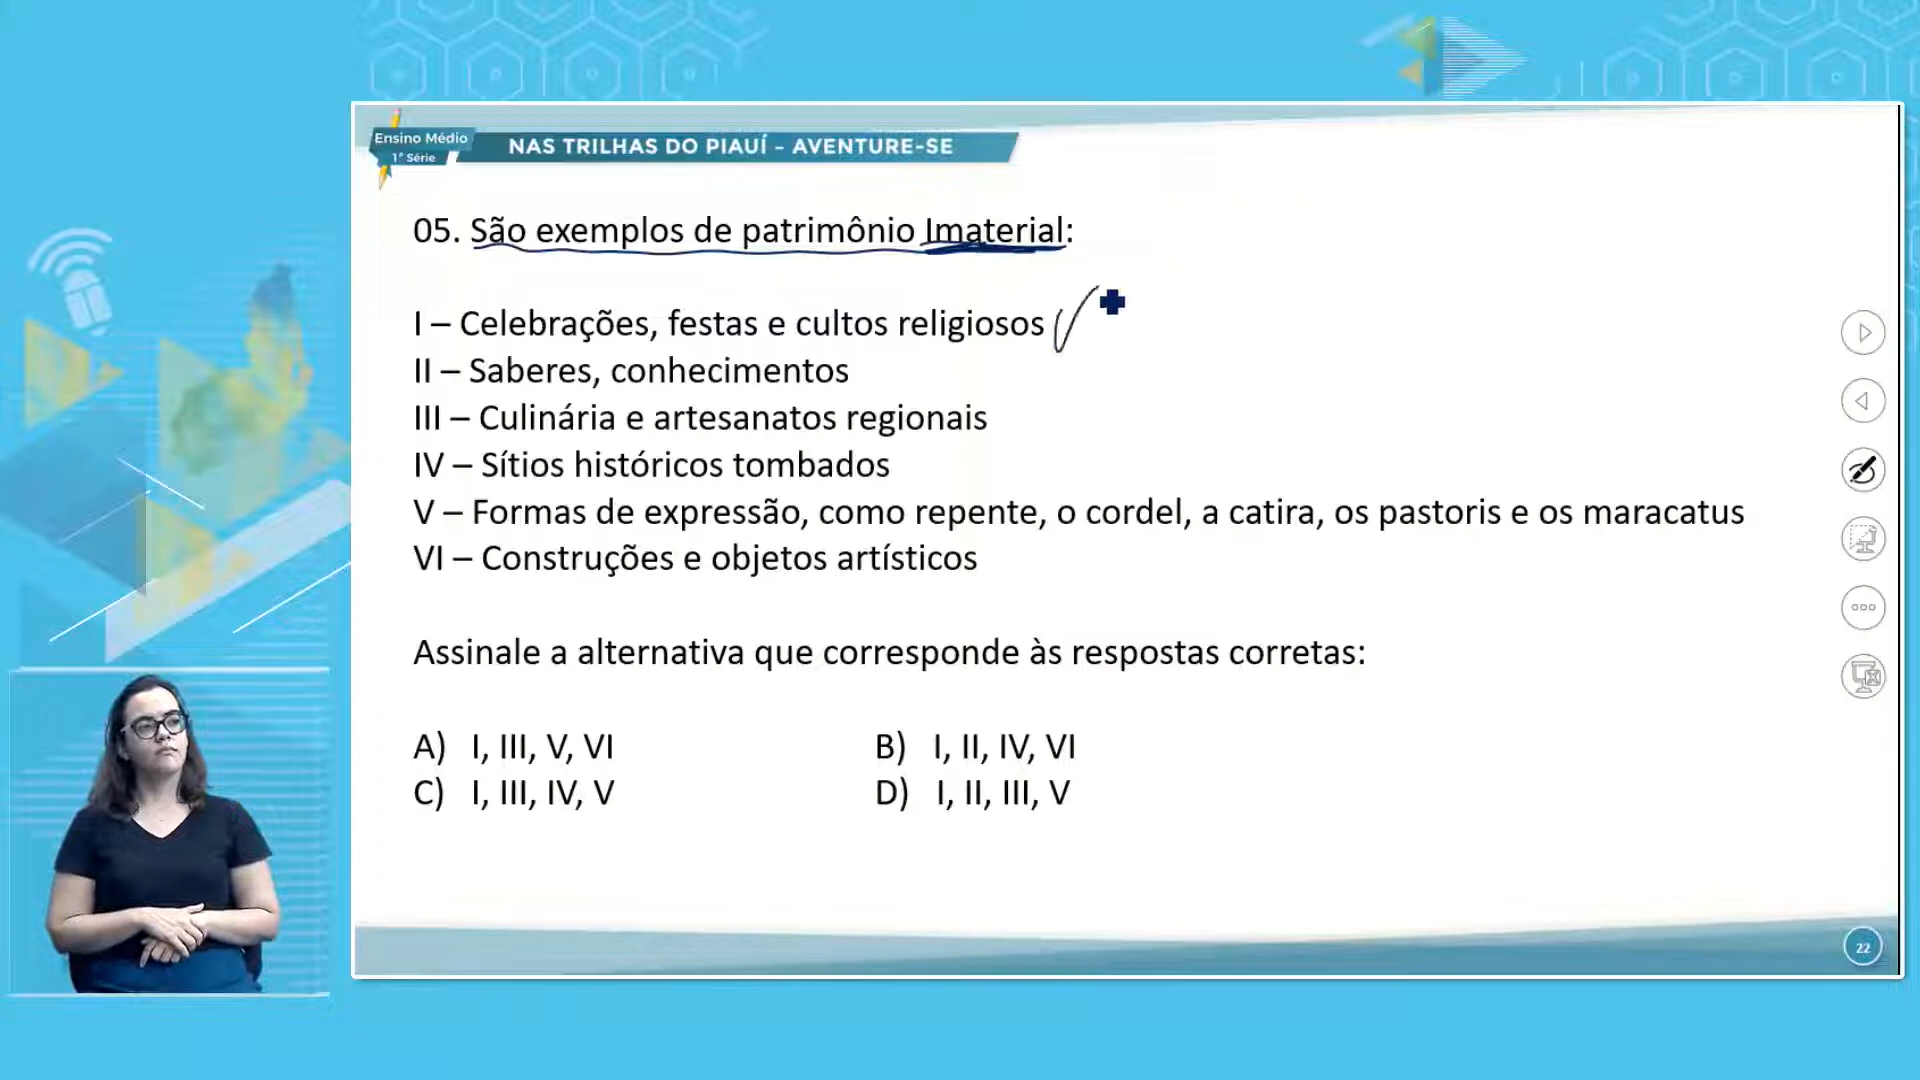 Ensino Médio
1ª Série
NAS TRILHAS DO PIAUÍ – AVENTURE-SE
05. São exemplos de patrimônio Imaterial:
I – Celebrações, festas e cultos religiosos
II – Saberes, conhecimentos
III – Culinária e artesanatos regionais
IV – Sítios históricos tombados
V – Formas de expressão, como repente, o cordel, a catira, os pastoris e os maracatus
VI – Construções e objetos artísticos
Assinale a alternativa que corresponde às respostas corretas:
A) I, III, V, VI
B) I, II, IV, VI
C) I, III, IV, V
D) I, II, III, V
22